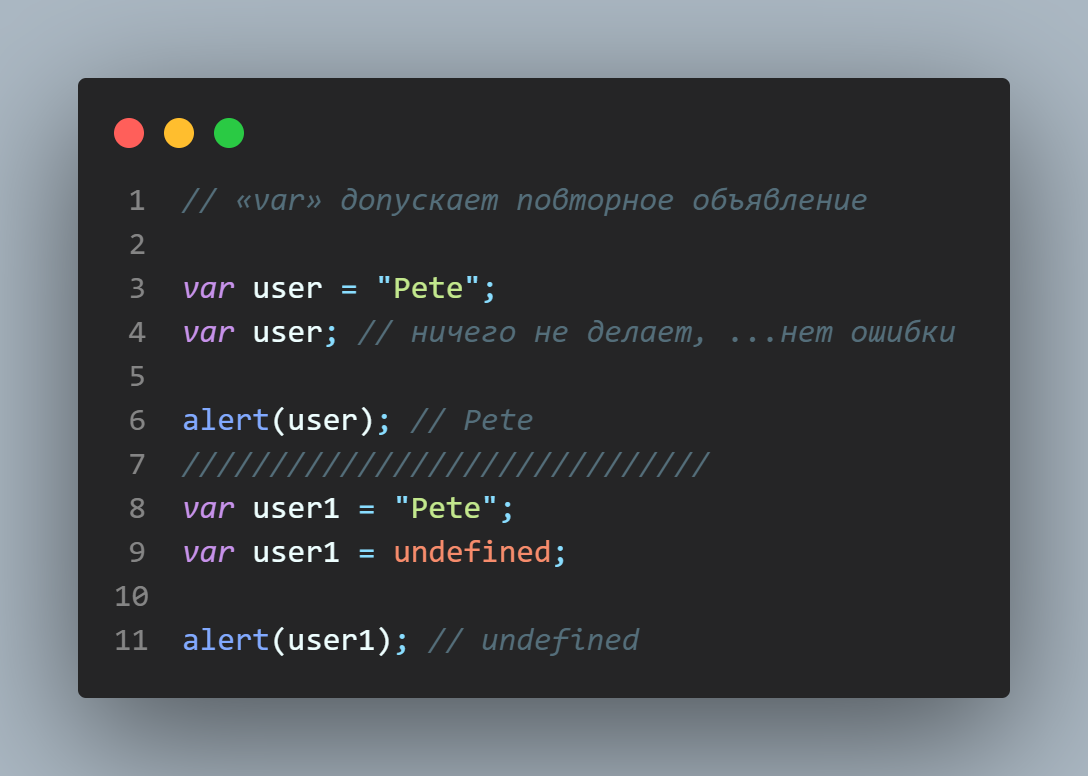 1 // «var» допускает повторное объявление
2
3 var user = "Pete";
4 var user; // ничего не делает, ...нет ошибки
5
6 alert(user); // Pete
7 //////////////////////////////
8 var user1 = "Pete";
9 var user1 = undefined;
10
11 alert(user1); // undefined